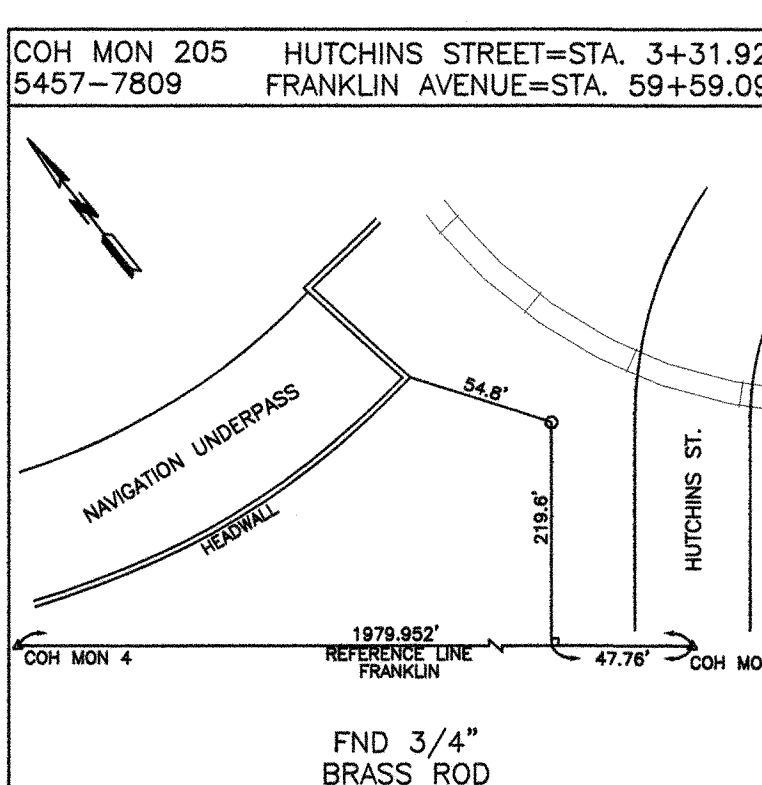 COH MON 205 HUTCHINS STREET=STA. 3+31.92
5457-7809 FRANKLIN AVENUE=STA. 59+59.09
54.8'
NAVIGATION UNDERPASS
HEADWALL
219.6'
HUTCHINS ST.
1979.952'
REFERENCE LINE
FRANKLIN
COH MON 4
47.76'
COH MO
FND 3/4"
BRASS ROD